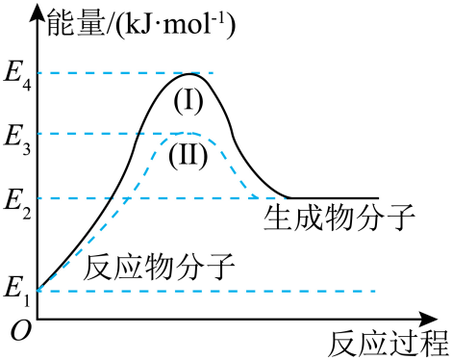 能量/(kJ·mol⁻¹)
E₄
(Ⅰ)
E₃
(Ⅱ)
E₂
生成物分子
反应物分子
E₁
O
反应过程